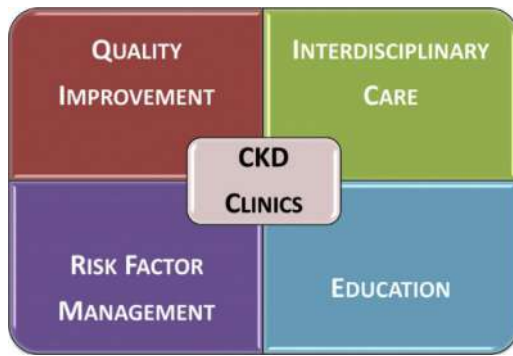 QUALITY
IMPROVEMENT
INTERDISCIPLINARY
CARE
CKD
CLINICS
RISK FACTOR
MANAGEMENT
EDUCATION